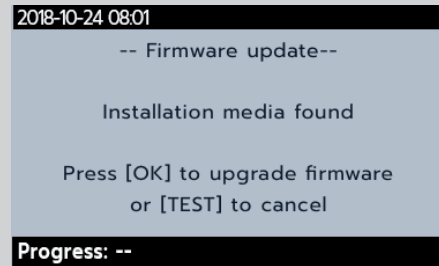 2018-10-24 08:01
-- Firmware update--
Installation media found
Press [OK] to upgrade firmware
or [TEST] to cancel
Progress: --